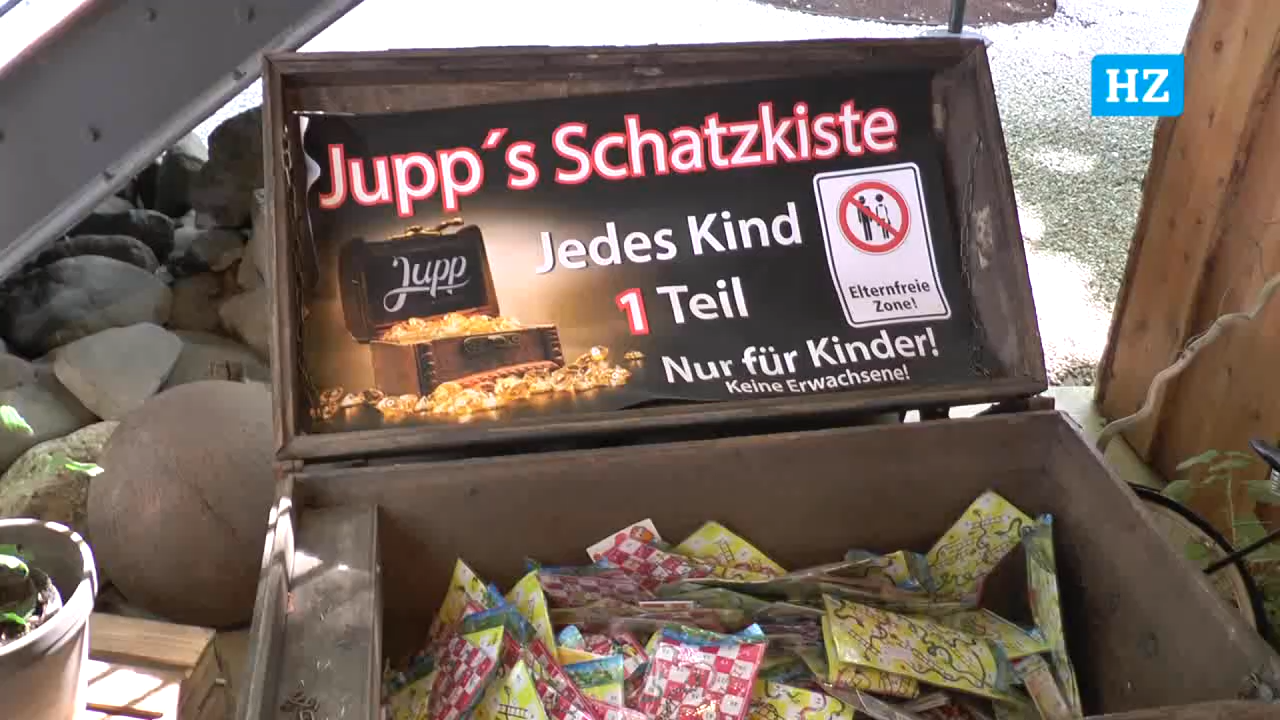 HZ
Jupp´s Schatzkiste
Jupp
Jedes Kind
1 Teil
Elternfreie
Zone!
Nur für Kinder!
Keine Erwachsene!